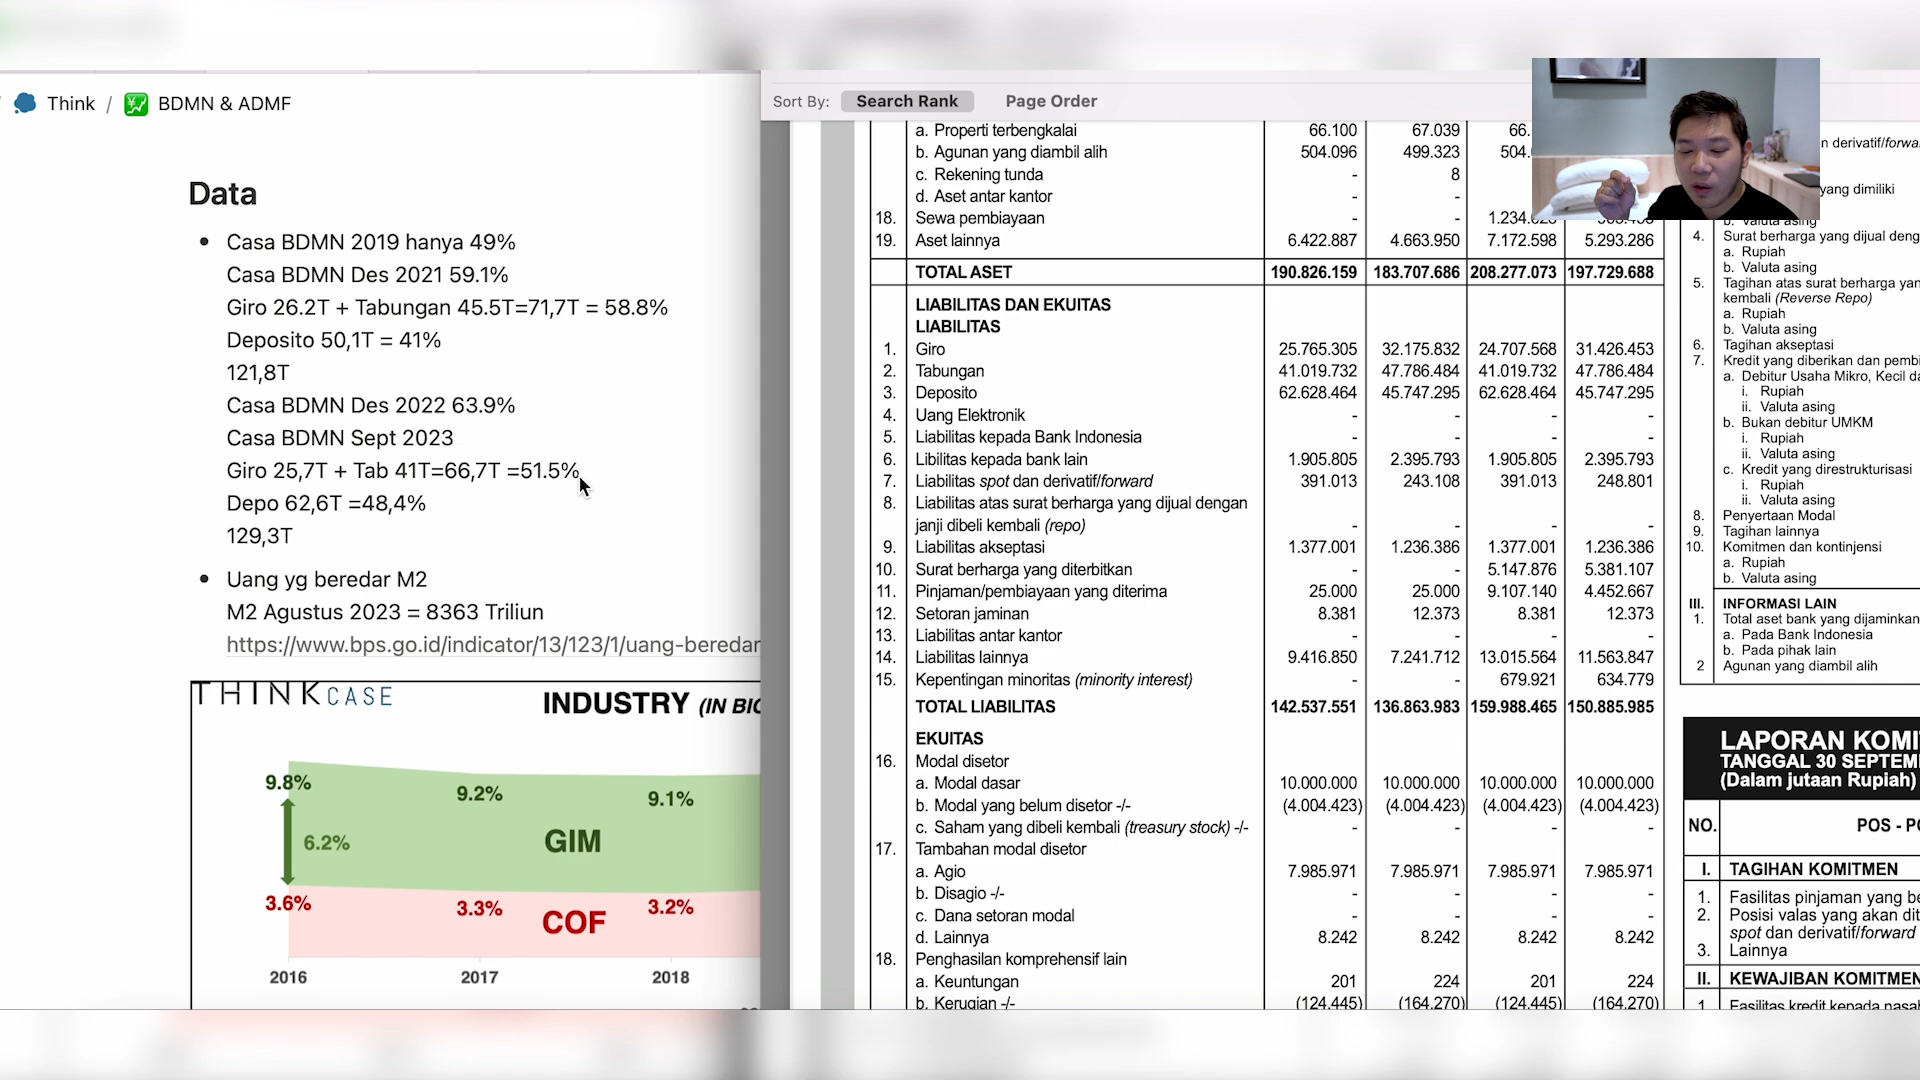 Think / BDMN & ADMF
Data
Casa BDMN 2019 hanya 49%
Casa BDMN Des 2021 59.1%
Giro 26.2T + Tabungan 45.5T=71,7T = 58.8%
Deposito 50,1T = 41%
121,8T
Casa BDMN Des 2022 63.9%
Casa BDMN Sept 2023
Giro 25,7T + Tab 41T=66,7T =51.5%
Depo 62,6T =48,4%
129,3T
Uang yg beredar M2
M2 Agustus 2023 = 8363 Triliun
https://www.bps.go.id/indicator/13/123/1/uang-beredar
THINKCASE
INDUSTRY (IN BIO
9.8% 9.2% 9.1%
6.2% GIM
3.6% 3.3% 3.2%
COF
2016 2017 2018
Sort By: Search Rank Page Order
a. Properti terbengkalai 66.100 67.039 66.
b. Agunan yang diambil alih 504.096 499.323 504.
c. Rekening tunda - 8
d. Aset antar kantor - -
18. Sewa pembiayaan - -
19. Aset lainnya 6.422.887 4.663.950 7.172.598 5.293.286
TOTAL ASET 190.826.159 183.707.686 208.277.073 197.729.688
LIABILITAS DAN EKUITAS
LIABILITAS
1. Giro 25.765.305 32.175.832 24.707.568 31.426.453
2. Tabungan 41.019.732 47.786.484 41.019.732 47.786.484
3. Deposito 62.628.464 45.747.295 62.628.464 45.747.295
4. Uang Elektronik - - - -
5. Liabilitas kepada Bank Indonesia - - - -
6. Libilitas kepada bank lain 1.905.805 2.395.793 1.905.805 2.395.793
7. Liabilitas spot dan derivatif/forward 391.013 243.108 391.013 248.801
8. Liabilitas atas surat berharga yang dijual dengan
janji dibeli kembali (repo) - - - -
9. Liabilitas akseptasi 1.377.001 1.236.386 1.377.001 1.236.386
10. Surat berharga yang diterbitkan - - 5.147.876 5.381.107
11. Pinjaman/pembiayaan yang diterima 25.000 25.000 9.107.140 4.452.667
12. Setoran jaminan 8.381 12.373 8.381 12.373
13. Liabilitas antar kantor - - - -
14. Liabilitas lainnya 9.416.850 7.241.712 13.015.564 11.563.847
15. Kepentingan minoritas (minority interest) - - 679.921 634.779
TOTAL LIABILITAS 142.537.551 136.863.983 159.988.465 150.885.985
EKUITAS
16. Modal disetor
a. Modal dasar 10.000.000 10.000.000 10.000.000 10.000.000
b. Modal yang belum disetor -/- (4.004.423) (4.004.423) (4.004.423) (4.004.423)
c. Saham yang dibeli kembali (treasury stock) -/- - - - -
17. Tambahan modal disetor
a. Agio 7.985.971 7.985.971 7.985.971 7.985.971
b. Disagio -/- - - - -
c. Dana setoran modal - - - -
d. Lainnya 8.242 8.242 8.242 8.242
18. Penghasilan komprehensif lain
a. Keuntungan 201 224 201 224
b. Kerugian -/- (124.445) (164.270) (124.445) (164.270)
n derivatif/forwa
yang dimiliki
b. Valuta asing
4. Surat berharga yang dijual deng
a. Rupiah
b. Valuta asing
5. Tagihan atas surat berharga yan
kembali (Reverse Repo)
a. Rupiah
b. Valuta asing
6. Tagihan akseptasi
7. Kredit yang diberikan dan pembi
a. Debitur Usaha Mikro, Kecil da
i. Rupiah
ii. Valuta asing
b. Bukan debitur UMKM
i. Rupiah
ii. Valuta asing
c. Kredit yang direstrukturisasi
i. Rupiah
ii. Valuta asing
8. Penyertaan Modal
9. Tagihan lainnya
10. Komitmen dan kontinjensi
a. Rupiah
b. Valuta asing
III. INFORMASI LAIN
1. Total aset bank yang dijaminkan
a. Pada Bank Indonesia
b. Pada pihak lain
2 Agunan yang diambil alih
LAPORAN KOMI
TANGGAL 30 SEPTEM
(Dalam jutaan Rupiah)
NO. POS - PO
I. TAGIHAN KOMITMEN
1. Fasilitas pinjaman yang be
2. Posisi valas yang akan dit
spot dan derivatif/forward
3. Lainnya
II. KEWAJIBAN KOMITMEN
1. Fasilitas kredit kepada nasab